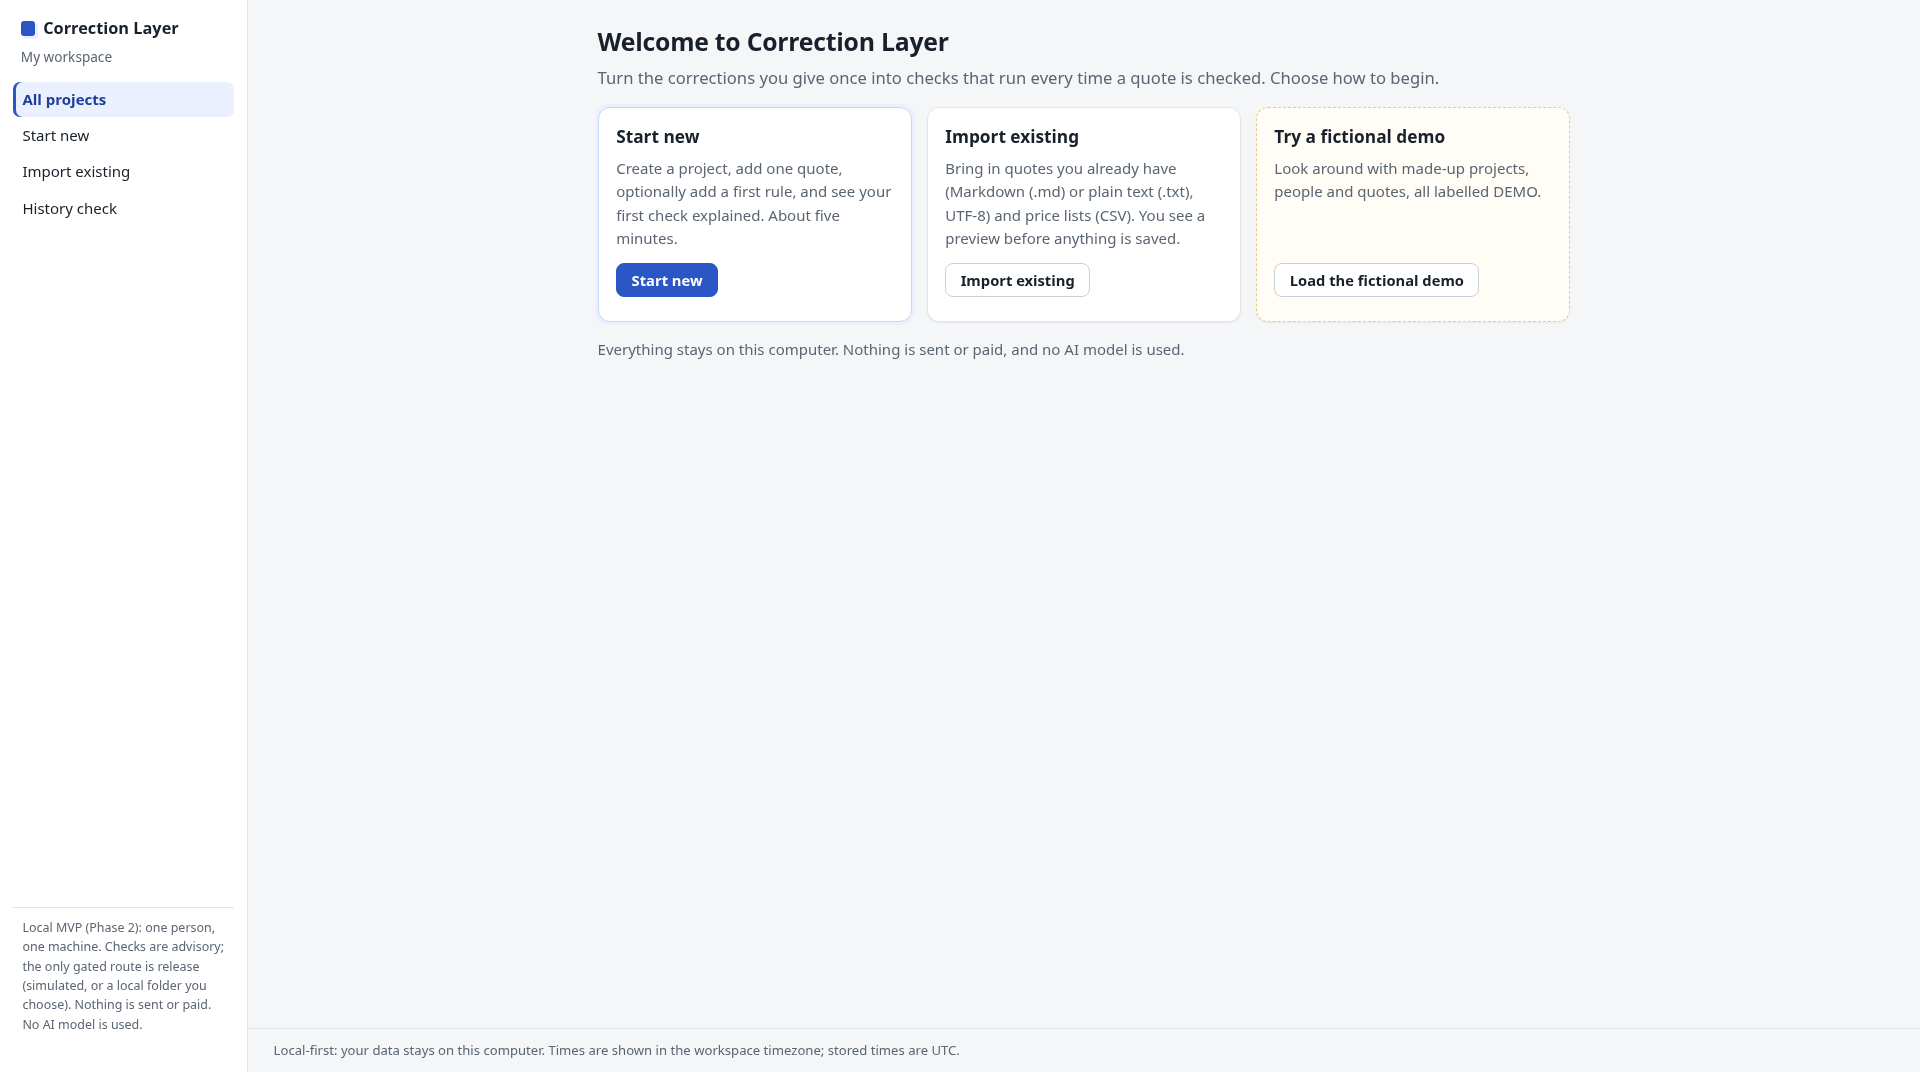 Correction Layer
My workspace
All projects
Start new
Import existing
History check
Local MVP (Phase 2): one person,
one machine. Checks are advisory;
the only gated route is release
(simulated, or a local folder you
choose). Nothing is sent or paid.
No AI model is used.
Welcome to Correction Layer
Turn the corrections you give once into checks that run every time a quote is checked. Choose how to begin.
Start new
Create a project, add one quote,
optionally add a first rule, and see your
first check explained. About five
minutes.
Start new
Import existing
Bring in quotes you already have
(Markdown (.md) or plain text (.txt),
UTF-8) and price lists (CSV). You see a
preview before anything is saved.
Import existing
Try a fictional demo
Look around with made-up projects,
people and quotes, all labelled DEMO.
Load the fictional demo
Everything stays on this computer. Nothing is sent or paid, and no AI model is used.
Local-first: your data stays on this computer. Times are shown in the workspace timezone; stored times are UTC.